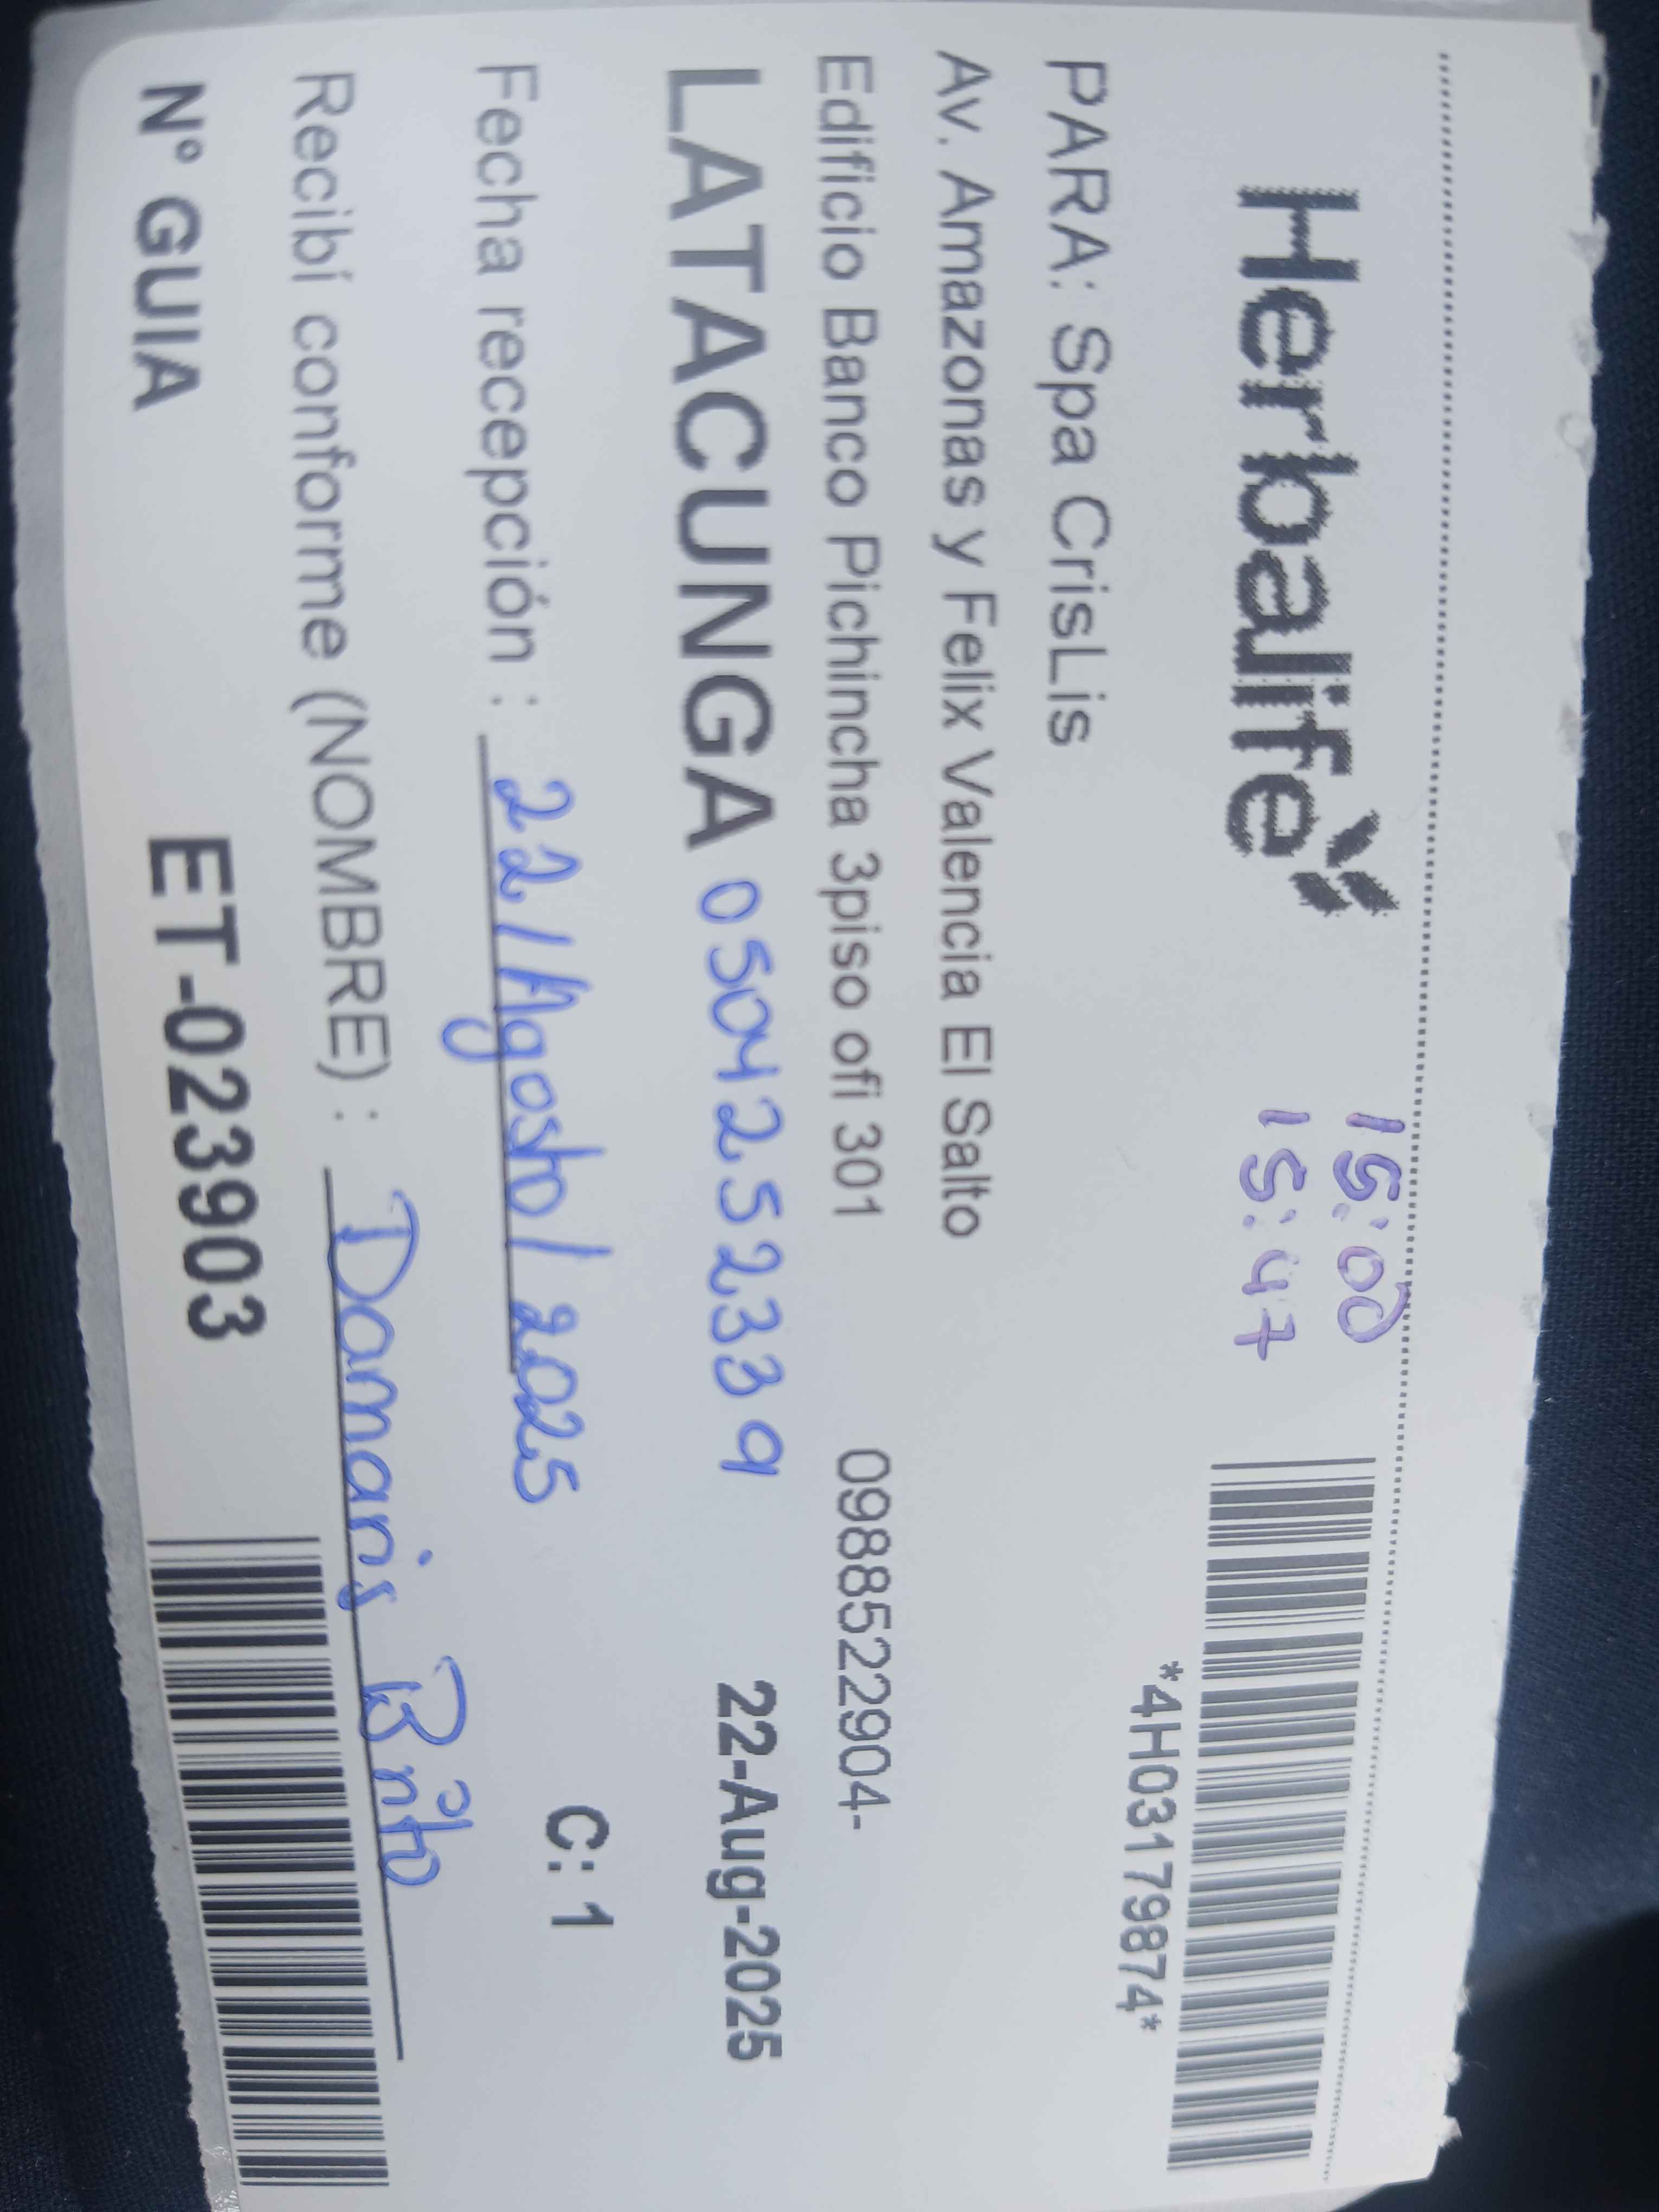 Herbalife
15:00
15:47
*4H03179874*
PARA: Spa CrisLis
Av. Amazonas y Felix Valencia El Salto
Edificio Banco Pichincha 3piso ofi 301 0988522904-
LATACUNGA 0504252339 22-Aug-2025
Fecha recepción : 22/Agosto/2025 C: 1
Recibí conforme (NOMBRE) : Damaris Brito
N° GUIA ET-023903